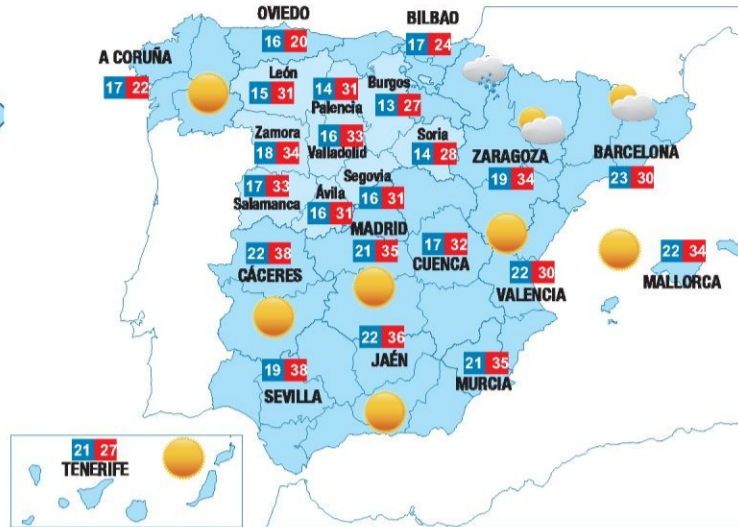 OVIEDO
16 20
BILBAO
17 24
A CORUÑA
17 22
León
15 31
14 31
Palencia
Burgos
13 27
Zamora
18 34
16 33
Valladolid
Soria
14 28
ZARAGOZA
19 34
BARCELONA
23 30
17 33
Salamanca
Ávila
16 31
Segovia
16 31
MADRID
21 35
17 32
CUENCA
22 38
CÁCERES
22 30
VALENCIA
22 34
MALLORCA
22 36
JAÉN
19 38
SEVILLA
21 35
MURCIA
21 27
TENERIFE